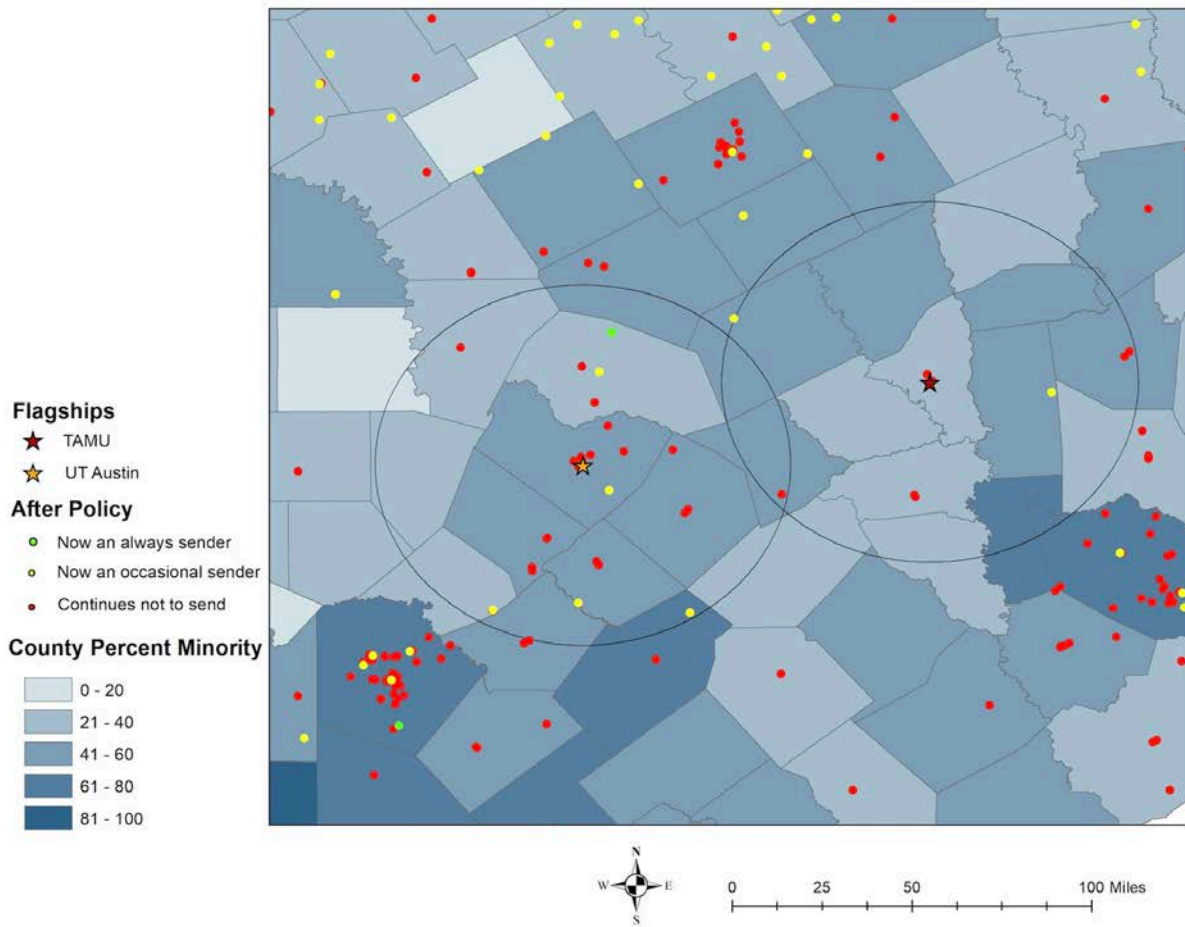 Flagships
TAMU
UT Austin
After Policy
Now an always sender
Now an occasional sender
Continues not to send
County Percent Minority
0 - 20
21 - 40
41 - 60
61 - 80
81 - 100
N
W E
S
0 25 50 100 Miles